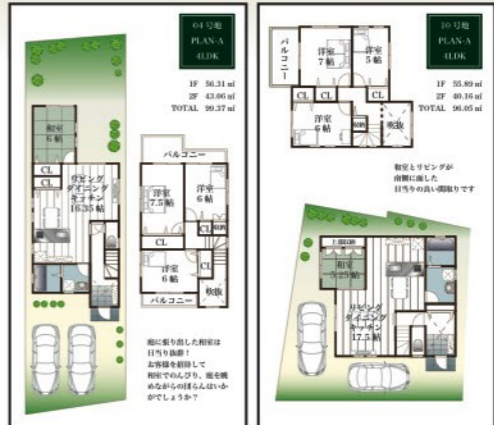 04号地
PLAN-A
4LDK
1F 56.31㎡
2F 43.06㎡
TOTAL 99.37㎡
和室
6帖
CL
CL
リビング
ダイニング
キッチン
16.35帖
バルコニー
洋室
7.5帖
洋室
6帖
CL
CL
収納
CL
洋室
6帖
バルコニー
吹抜
庭に張り出した和室は
日当り抜群！
お客様を招待して
和室でのんびり、庭を眺
めながらの団らんはいか
がでしょうか？
10号地
PLAN-A
4LDK
1F 55.89㎡
2F 40.16㎡
TOTAL 96.05㎡
バルコニー
洋室
7帖
洋室
5帖
CL
CL
CL
洋室
6帖
収納
吹抜
和室とリビングが
南側に面した
日当りの良い間取りです
上部収納
和室
5.25帖
リビング
ダイニング
キッチン
17.5帖